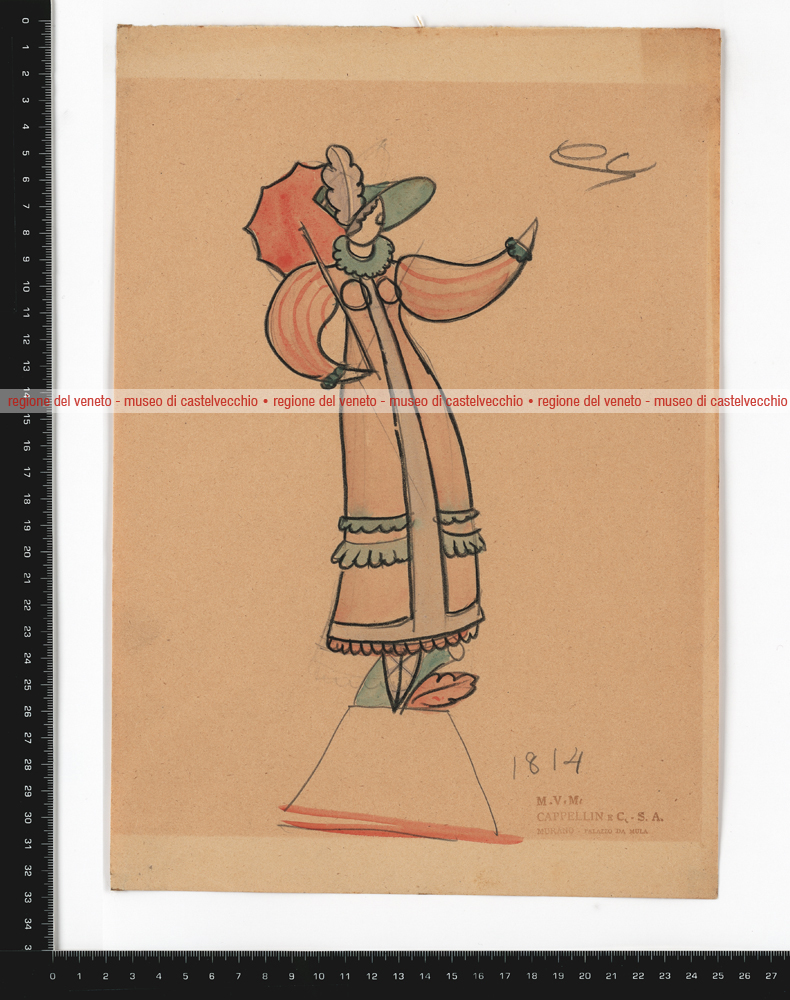 regione del veneto - museo di castelvecchio • regione del veneto - museo di castelvecchio • regione del veneto - museo di castelvecchio
1814
M.V.M.
CAPPELLIN E C. - S. A.
MURANO - PALAZZO DA MULA
0 1 2 3 4 5 6 7 8 9 10 11 12 13 14 15 16 17 18 19 20 21 22 23 24 25 26 27 28 29 30 31 32 33 34 3
0 1 2 3 4 5 6 7 8 9 10 11 12 13 14 15 16 17 18 19 20 21 22 23 24 25 26 27